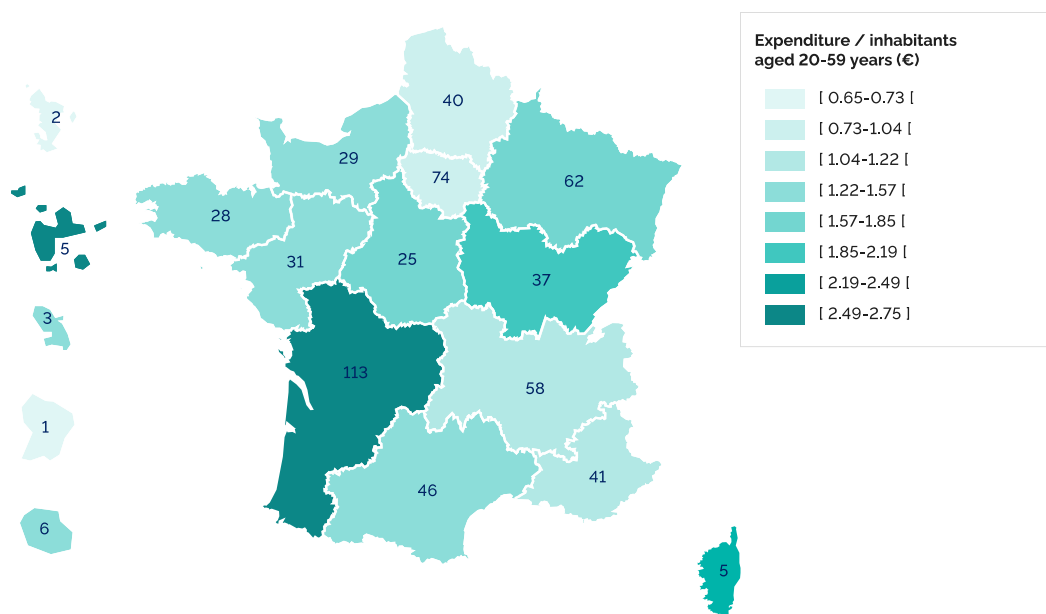 Expenditure / inhabitants
aged 20-59 years (€)
[ 0.65-0.73 [
[ 0.73-1.04 [
[ 1.04-1.22 [
[ 1.22-1.57 [
[ 1.57-1.85 [
[ 1.85-2.19 [
[ 2.19-2.49 [
[ 2.49-2.75 [
40
2
29
74
62
28
5
31
25
37
3
113
58
1
46
41
6
5